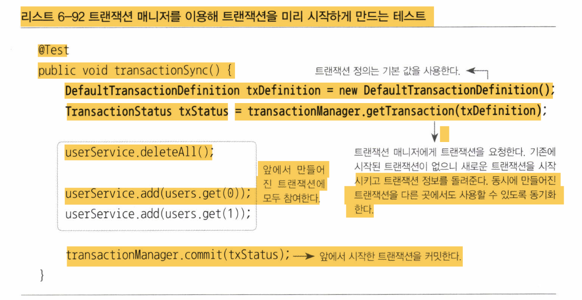 리스트 6-92 트랜잭션 매니저를 이용해 트랜잭션을 미리 시작하게 만드는 테스트
@Test
public void transactionSync() {
트랜잭션 정의는 기본 값을 사용한다.
DefaultTransactionDefinition txDefinition = new DefaultTransactionDefinition();
TransactionStatus txStatus = transactionManager.getTransaction(txDefinition);
트랜잭션 매니저에게 트랜잭션을 요청한다. 기존에
시작된 트랜잭션이 없으니 새로운 트랜잭션을 시작
시키고 트랜잭션 정보를 돌려준다. 동시에 만들어진
트랜잭션을 다른 곳에서도 사용할 수 있도록 동기화
한다.
userService.deleteAll();
userService.add(users.get(0));
userService.add(users.get(1));
앞에서 만들어
진 트랜잭션에
모두 참여한다.
transactionManager.commit(txStatus);
앞에서 시작한 트랜잭션을 커밋한다.
}